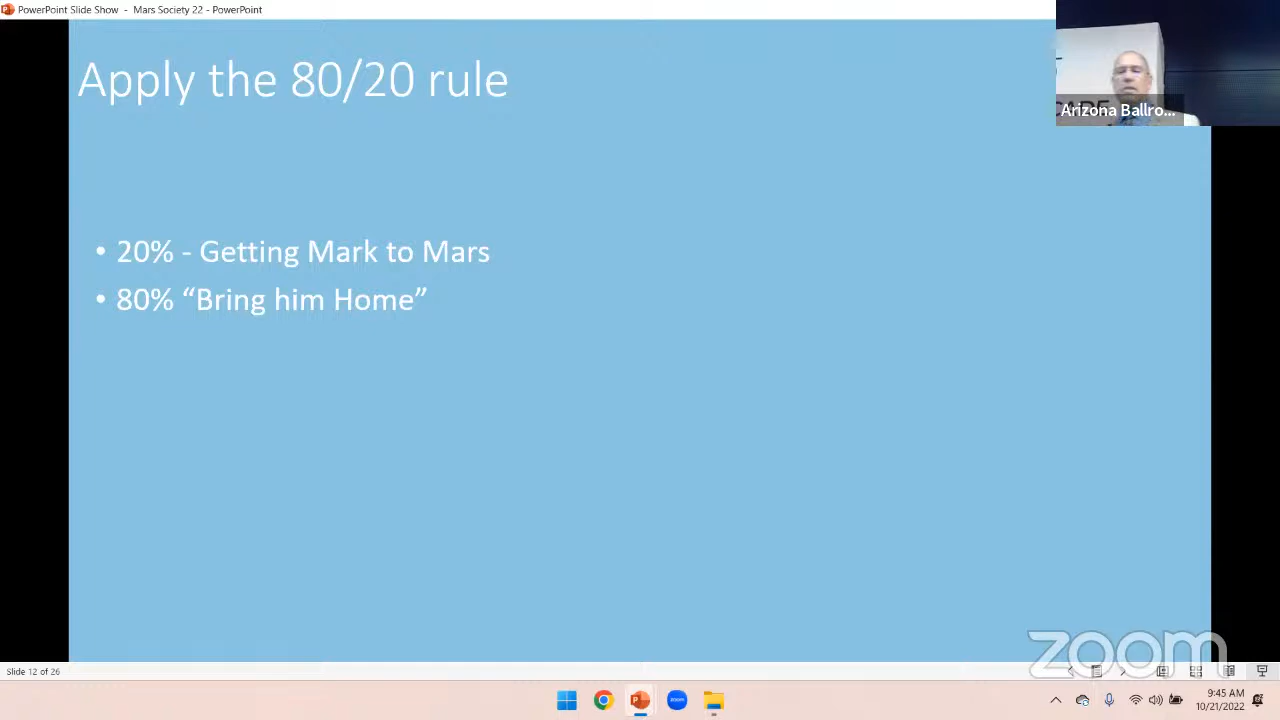 PowerPoint Slide Show - Mars Society 22 - PowerPoint
Apply the 80/20 rule
• 20% - Getting Mark to Mars
• 80% “Bring him Home”
Arizona Ballro...
zoom
Slide 12 of 26
zoom
9:45 AM
10/21/2022